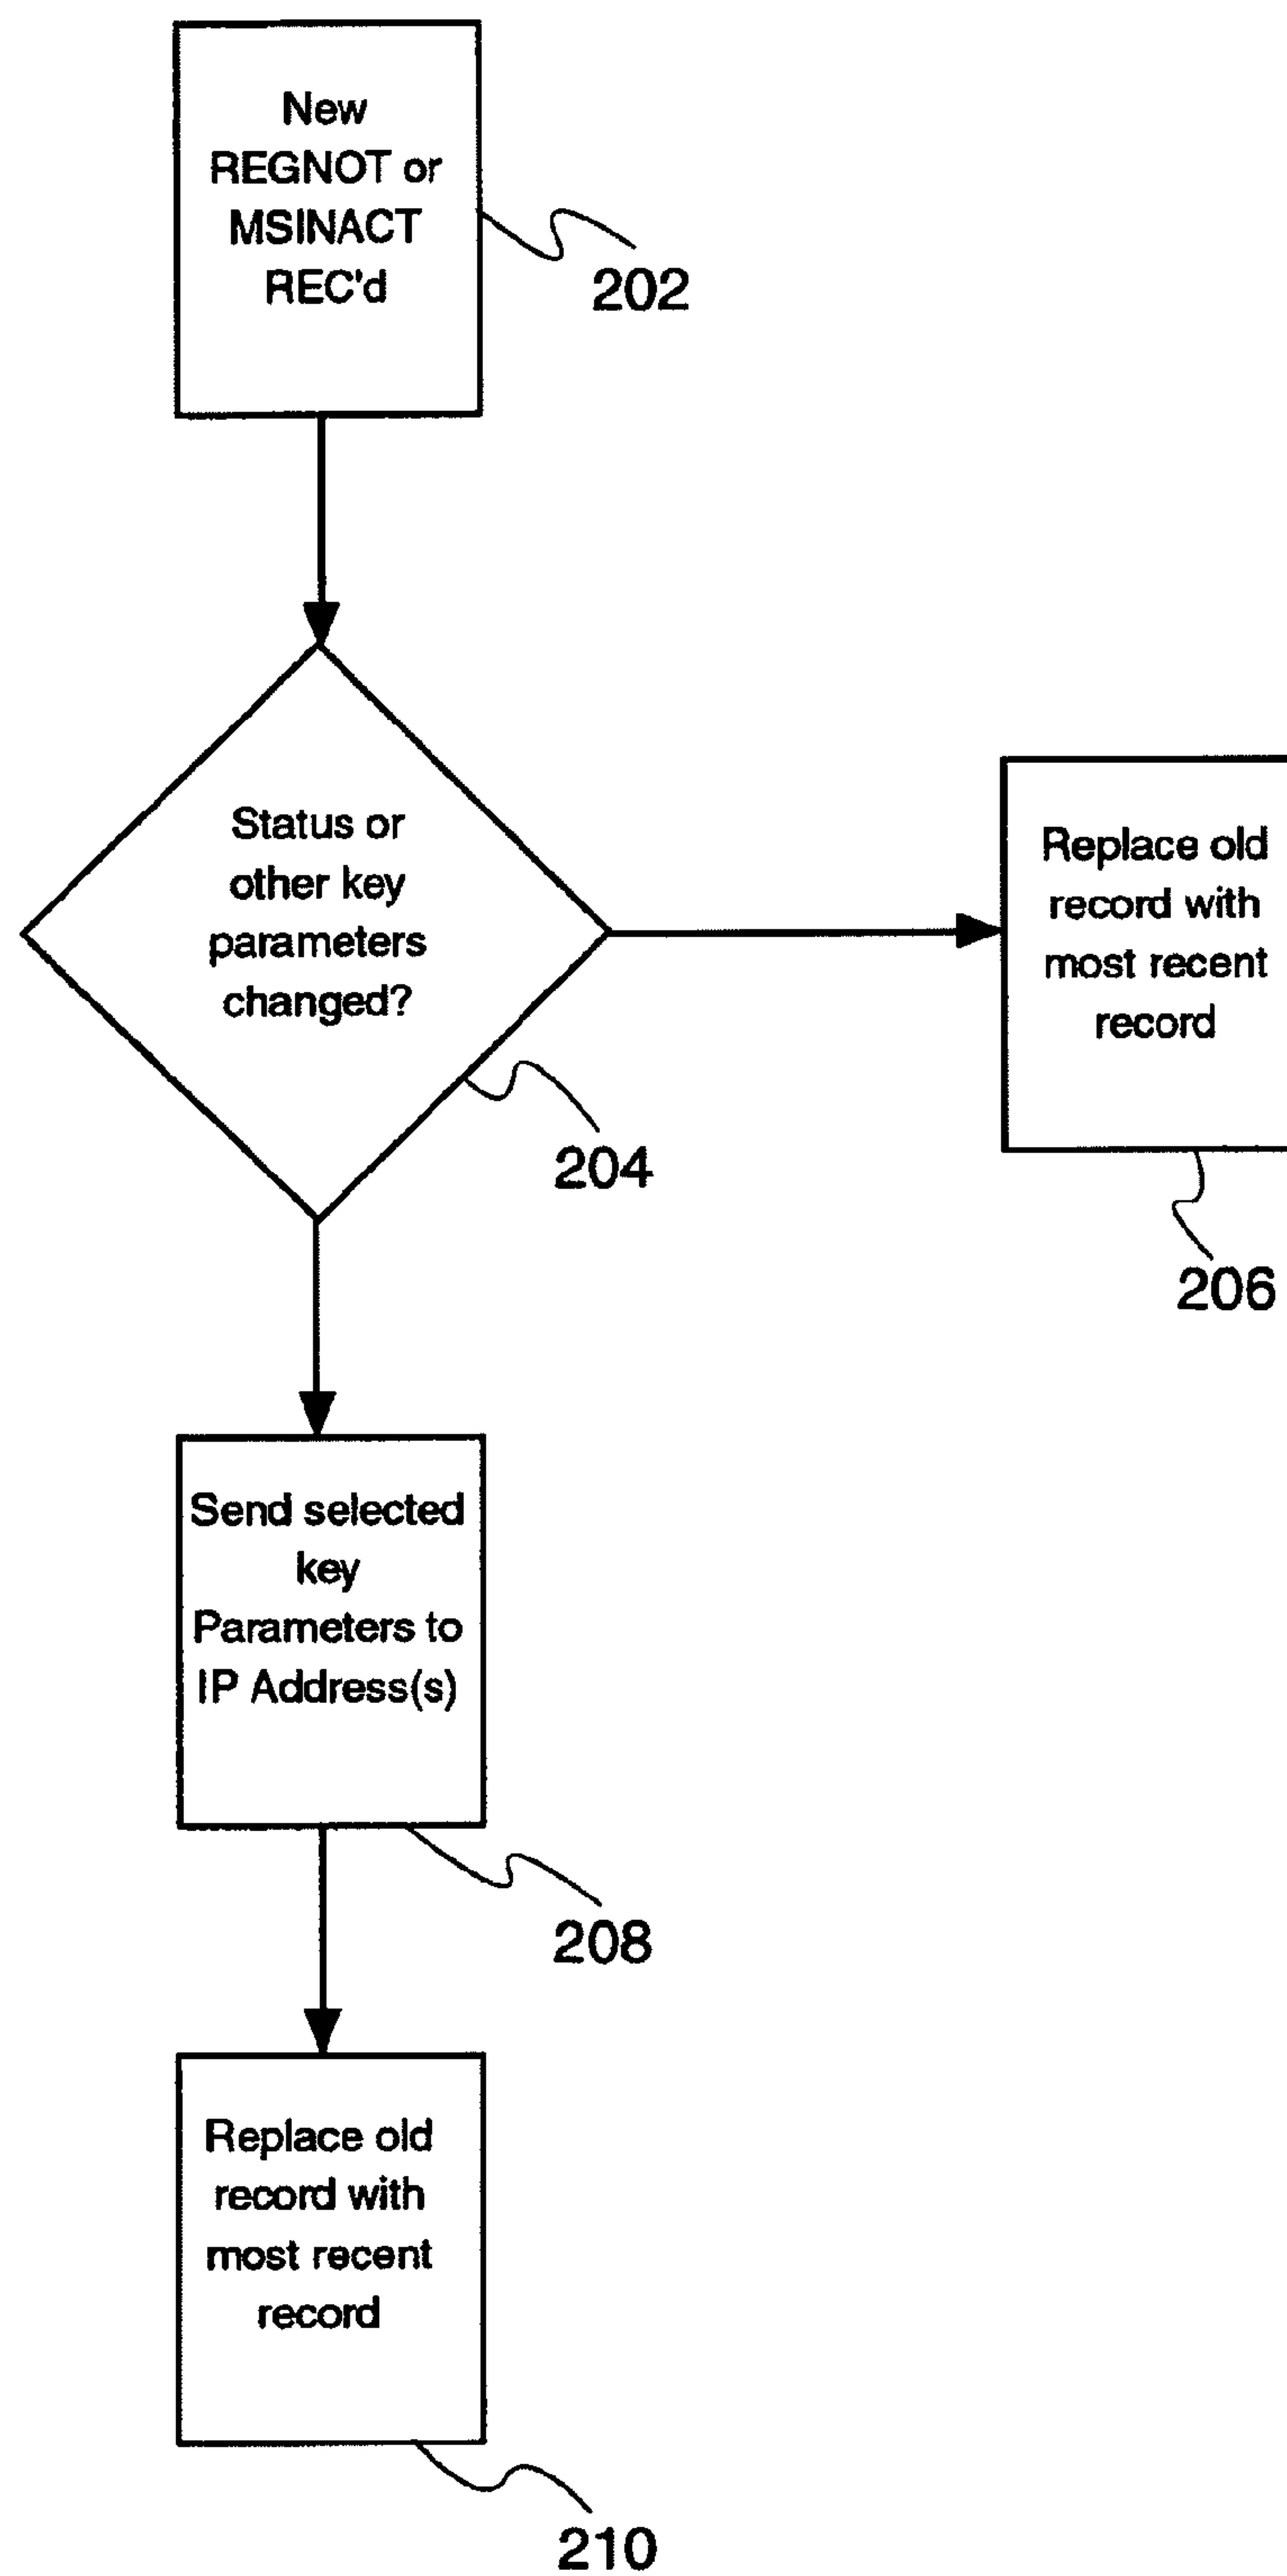 New
REGNOT or
MSINACT
REC'd
202
Status or
other key
parameters
changed?
204
Replace old
record with
most recent
record
206
Send selected
key
Parameters to
IP Address(s)
208
Replace old
record with
most recent
record
210